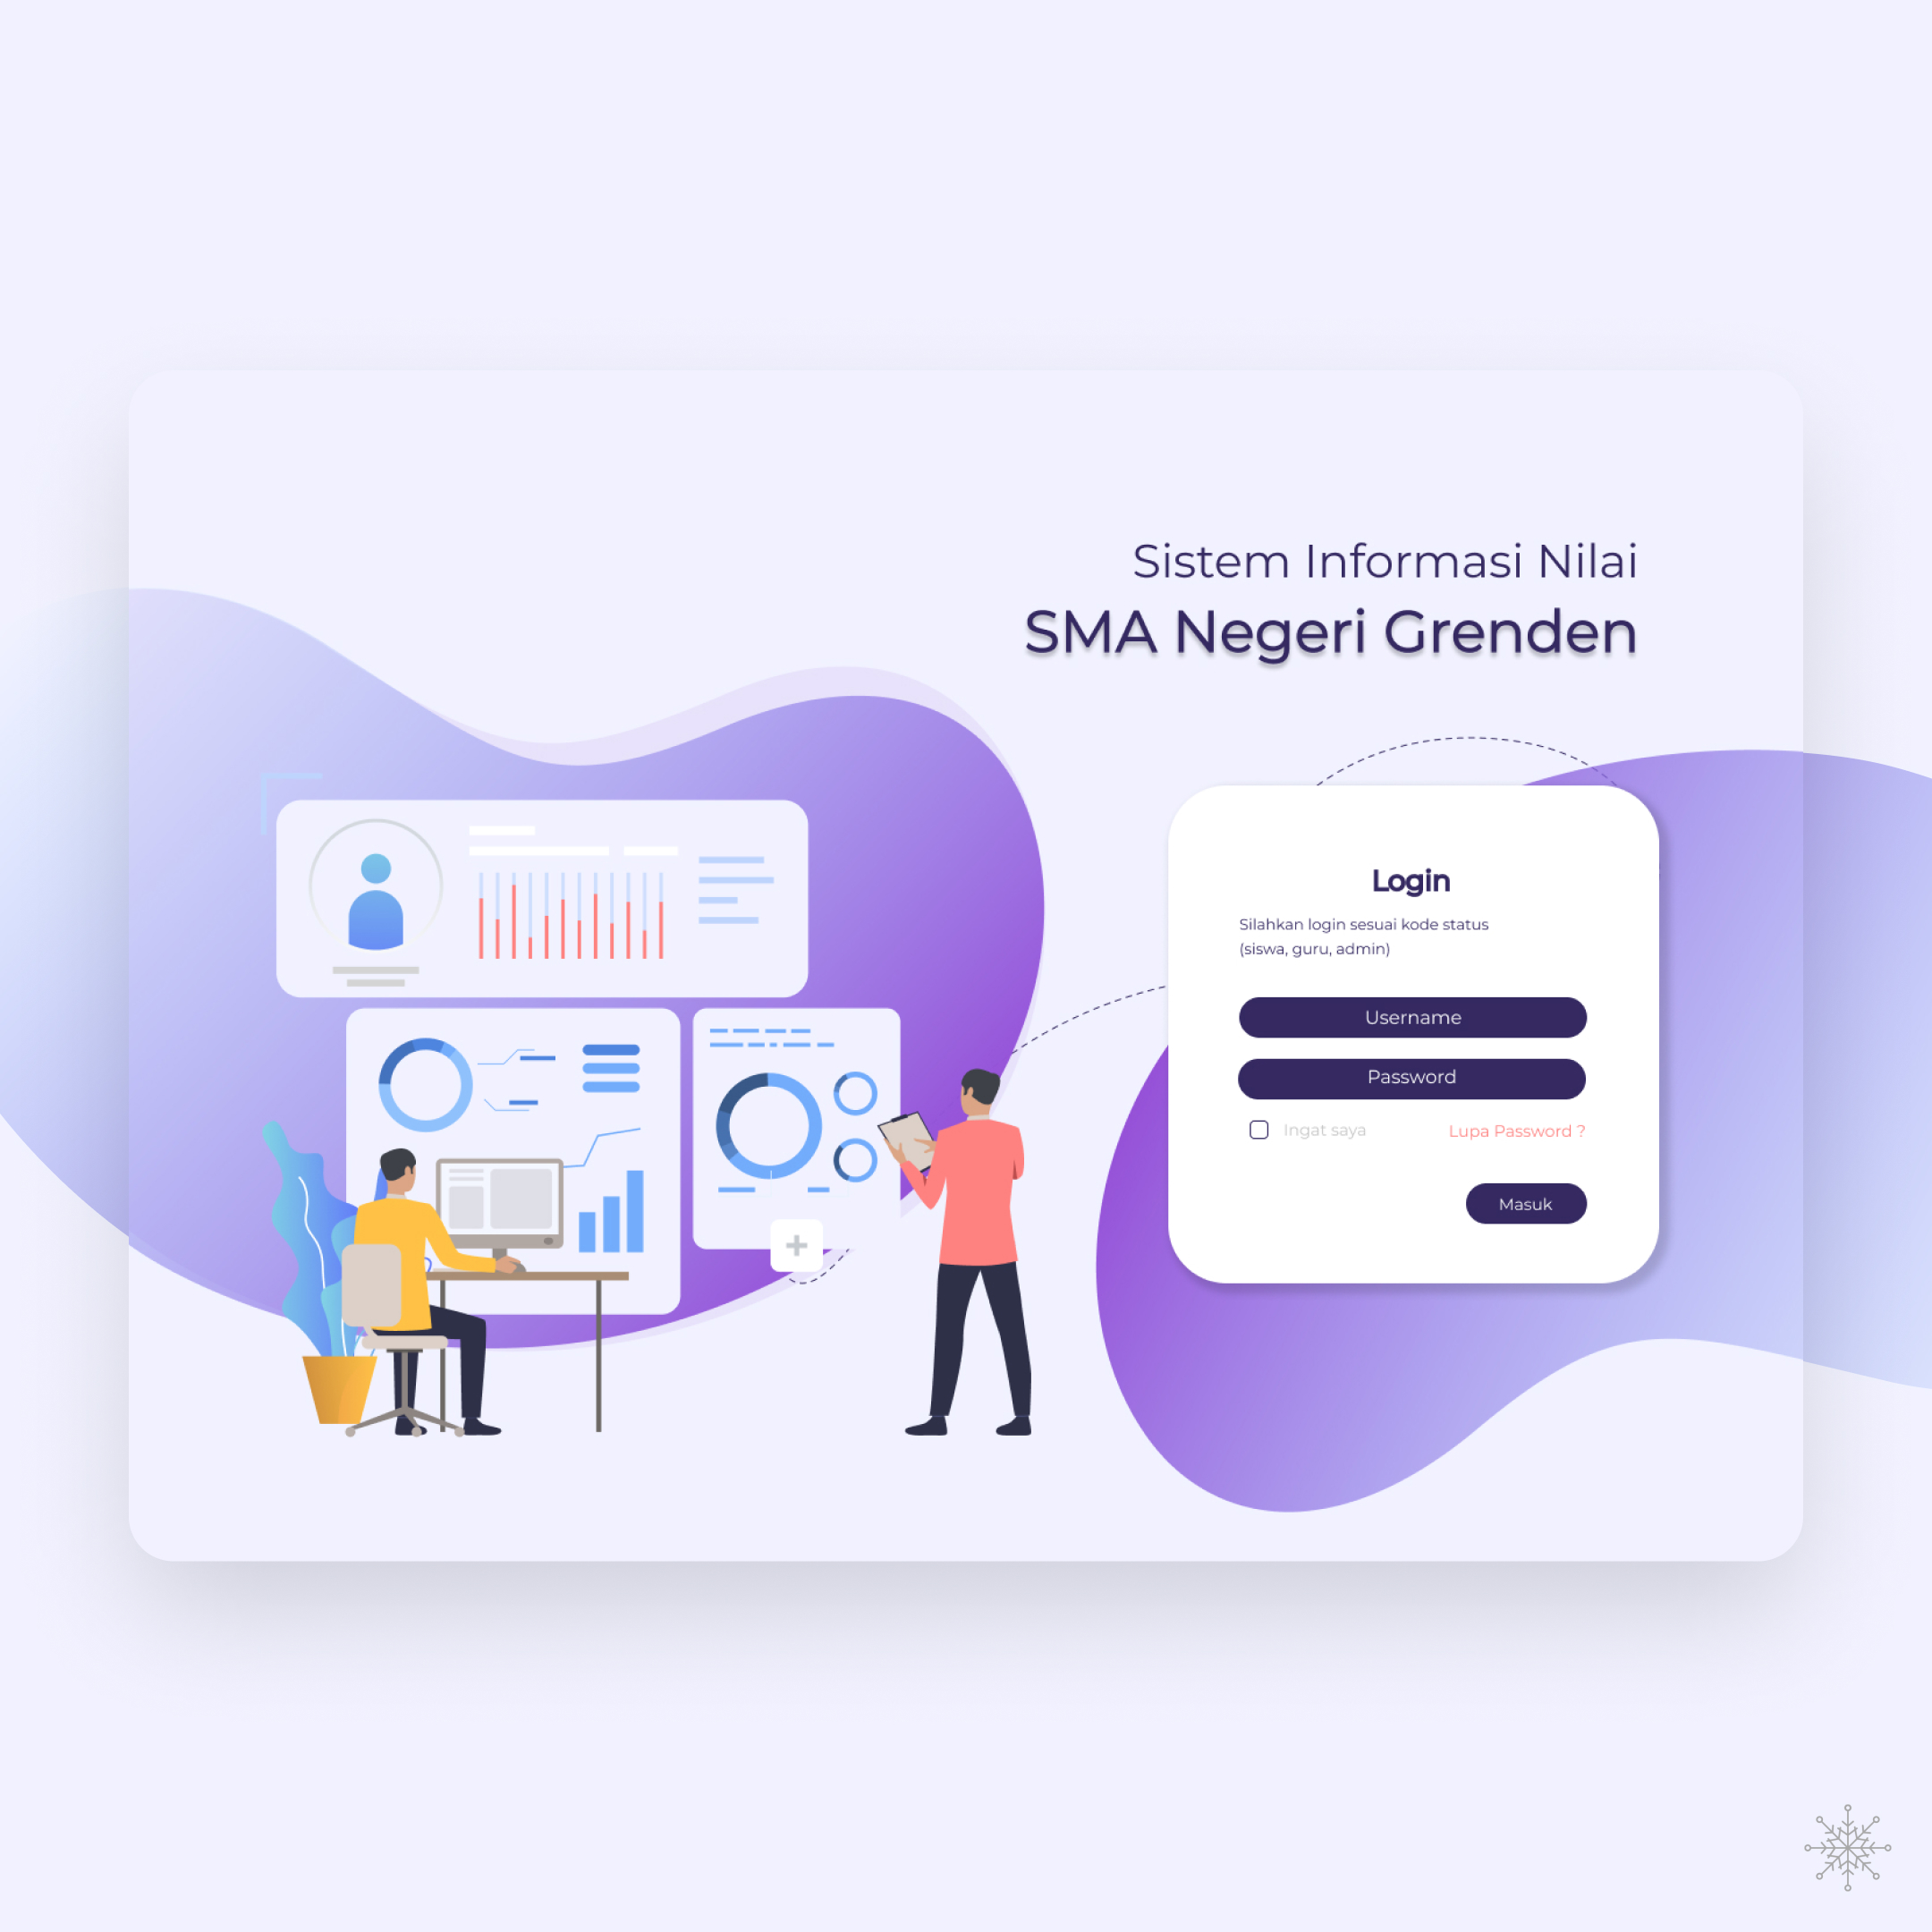 Sistem Informasi Nilai
SMA Negeri Grenden
Login
Silahkan login sesuai kode status
(siswa, guru, admin)
Username
Password
Ingat saya
Lupa Password ?
Masuk